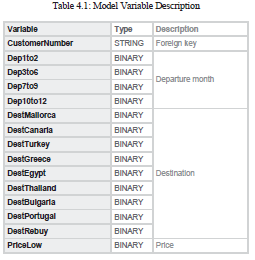 Table 4.1: Model Variable Description
Variable Type Description
CustomerNumber STRING Foreign key
Dep1to2 BINARY
Dep3to6 BINARY
Departure month
Dep7to9 BINARY
Dep10to12 BINARY
DestMallorca BINARY
DestCanaria BINARY
DestTurkey BINARY
DestGreece BINARY
DestEgypt BINARY Destination
DestThailand BINARY
DestBulgaria BINARY
DestPortugal BINARY
DestRebuy BINARY
PriceLow BINARY Price